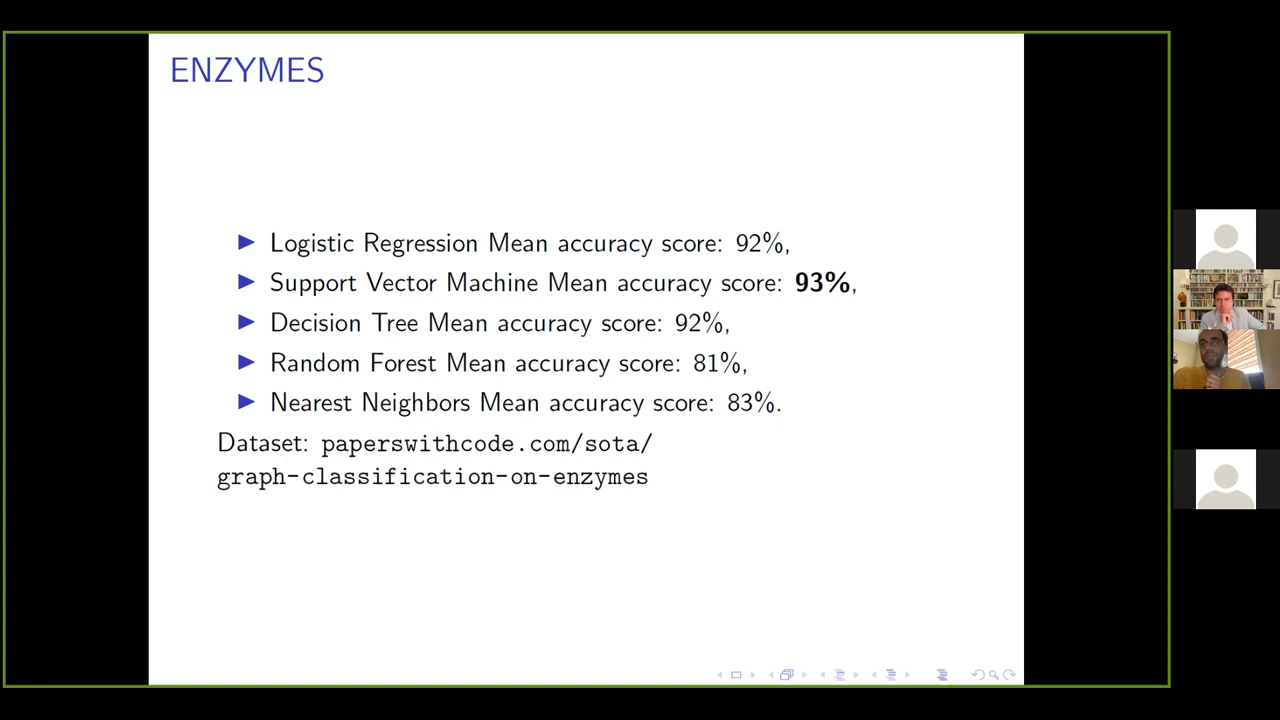 ENZYMES
Logistic Regression Mean accuracy score: 92%,
Support Vector Machine Mean accuracy score: 93%,
Decision Tree Mean accuracy score: 92%,
Random Forest Mean accuracy score: 81%,
Nearest Neighbors Mean accuracy score: 83%.
Dataset: paperswithcode.com/sota/
graph-classification-on-enzymes